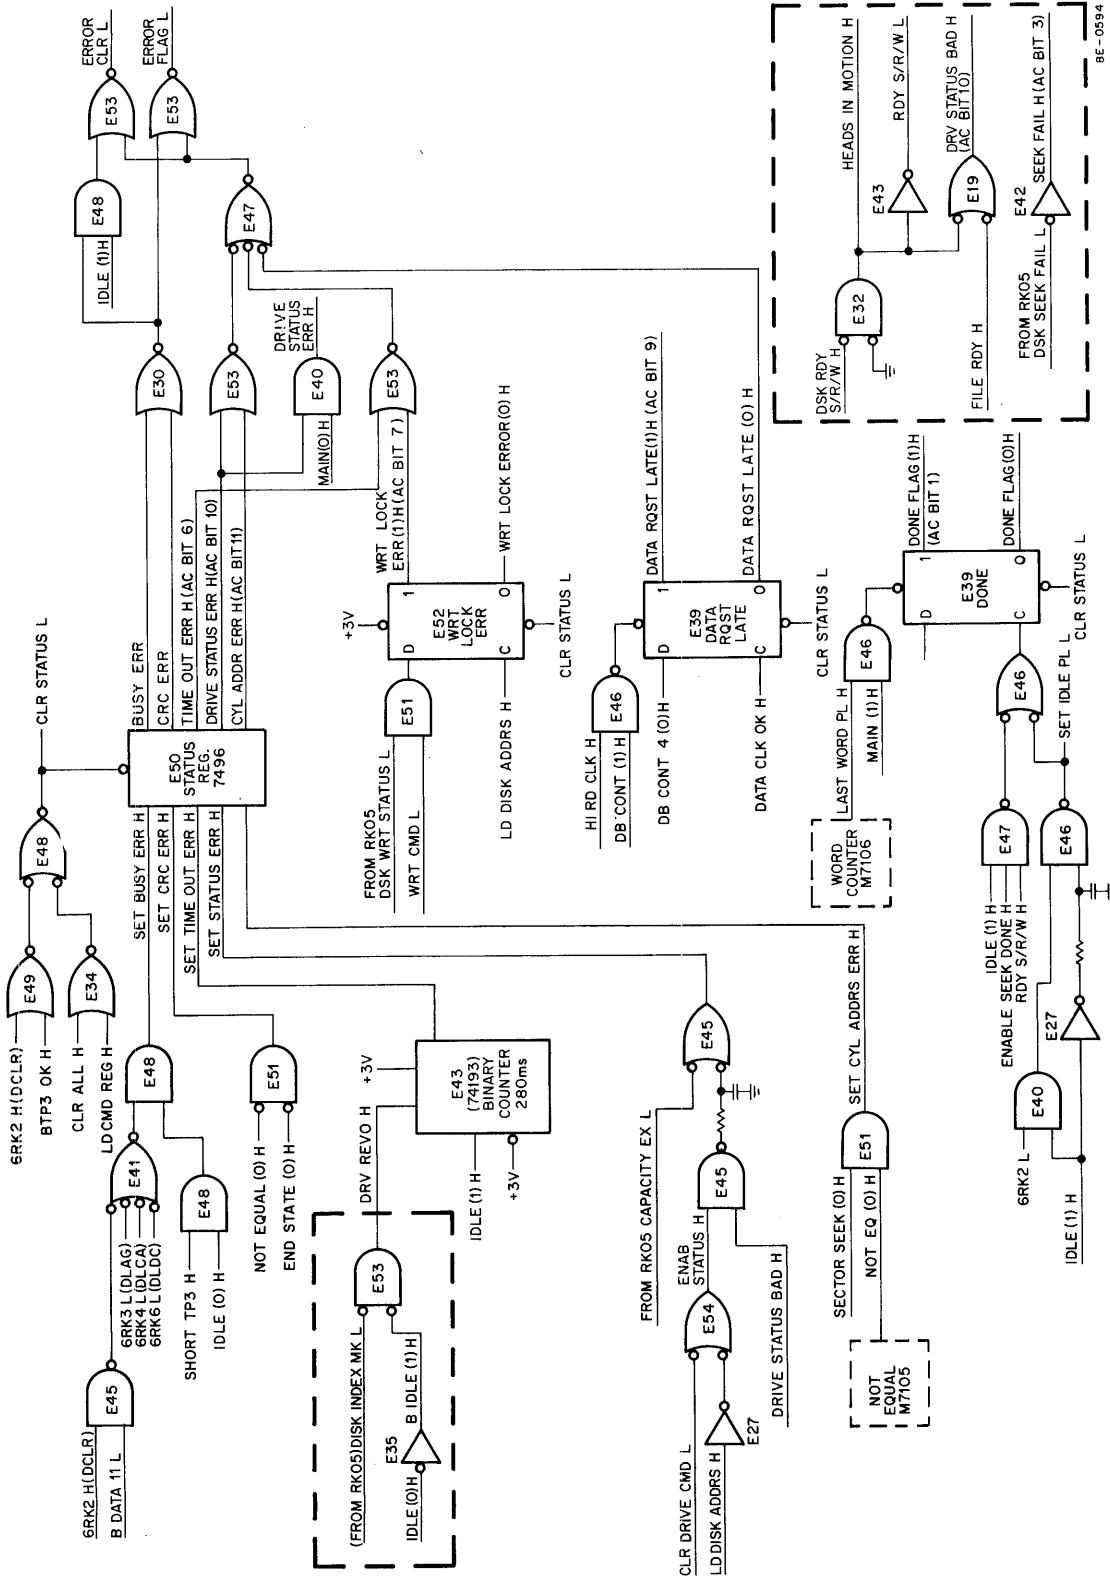 6RK2 H(DCLR)
B DATA 11 L
E45
6RK3 L(DLAG)
6RK4 L(DLCA)
6RK6 L(DLDC)
E41
SHORT TP3 H
IDLE (0) H
E48
E48
6RK2 H(DCLR)
BTP3 OK H
E49
CLR ALL H
LD CMD REG H
E34
E48
CLR STATUS L
NOT EQUAL (0) H
END STATE (0) H
E51
SET BUSY ERR H
SET CRC ERR H
SET TIME OUT ERR H
SET STATUS ERR H
E50
STATUS
REG.
7496
BUSY ERR
CRC ERR
TIME OUT ERR H (AC BIT 6)
DRIVE STATUS ERR H(AC BIT 10)
CYL ADDR ERR H(AC BIT 11)
E30
E53
IDLE (1) H
E48
E53
ERROR
CLR L
E53
ERROR
FLAG L
E47
DRIVE
STATUS
ERR H
E40
MAIN(0) H
E53
(FROM RK05)DISK INDEX MK L
IDLE (0) H
E35
B IDLE (1) H
E53
DRV REVO H
IDLE (1) H
+3V
+3V
E43
(74193)
BINARY
COUNTER
280ms
FROM RK05
DSK WRT STATUS L
WRT CMD L
E51
LD DISK ADDRS H
+3V
D
C
E52
WRT
LOCK
ERR
1
0
WRT LOCK
ERR(1) H(AC BIT 7)
WRT LOCK ERROR(0) H
CLR STATUS L
HI RD CLK H
DB CONT (1) H
E46
DB CONT 4 (0) H
DATA CLK OK H
D
C
E39
DATA
RQST
LATE
1
0
DATA RQST LATE(1) H (AC BIT 9)
DATA RQST LATE (0) H
CLR STATUS L
CLR DRIVE CMD L
LD DISK ADDRS H
E27
E54
ENAB
STATUS H
DRIVE STATUS BAD H
E45
FROM RK05 CAPACITY EX L
E45
SECTOR SEEK (0) H
NOT EQ (0) H
E51
SET CYL ADDRS ERR H
NOT
EQUAL
M7105
WORD
COUNTER
M7106
LAST WORD PL H
MAIN (1) H
E46
D
C
E39
DONE
1
0
DONE FLAG(1) H
(AC BIT 1)
DONE FLAG(0) H
CLR STATUS L
IDLE (1) H
ENABLE SEEK DONE H
RDY S/R/W H
E47
E46
6RK2 L
E40
IDLE (1) H
E27
E46
SET IDLE PL L
DSK RDY
S/R/W H
E32
HEADS IN MOTION H
E43
RDY S/R/W L
FILE RDY H
E19
DRV STATUS BAD H
(AC BIT 10)
FROM RK05
DSK SEEK FAIL L
E42
SEEK FAIL H (AC BIT 3)
8E-0594